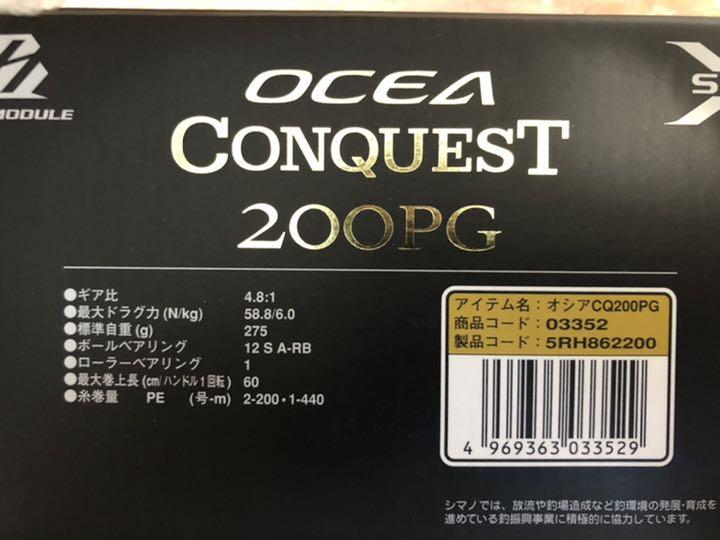 MODULE
OCEA
CONQUEST
200PG
●ギア比 4.8:1
●最大ドラグ力(N/kg) 58.8/6.0
●標準自重(g) 275
●ボールベアリング 12 S A-RB
●ローラーベアリング 1
●最大巻上長(cm/ハンドル1回転) 60
●糸巻量 PE (号-m) 2-200・1-440
アイテム名:オシアCQ200PG
商品コード:03352
製品コード:5RH862200
4 969363 033529
シマノでは、放流や釣場造成など釣環境の発展・育成を
進めている釣振興事業に積極的に協力しています。